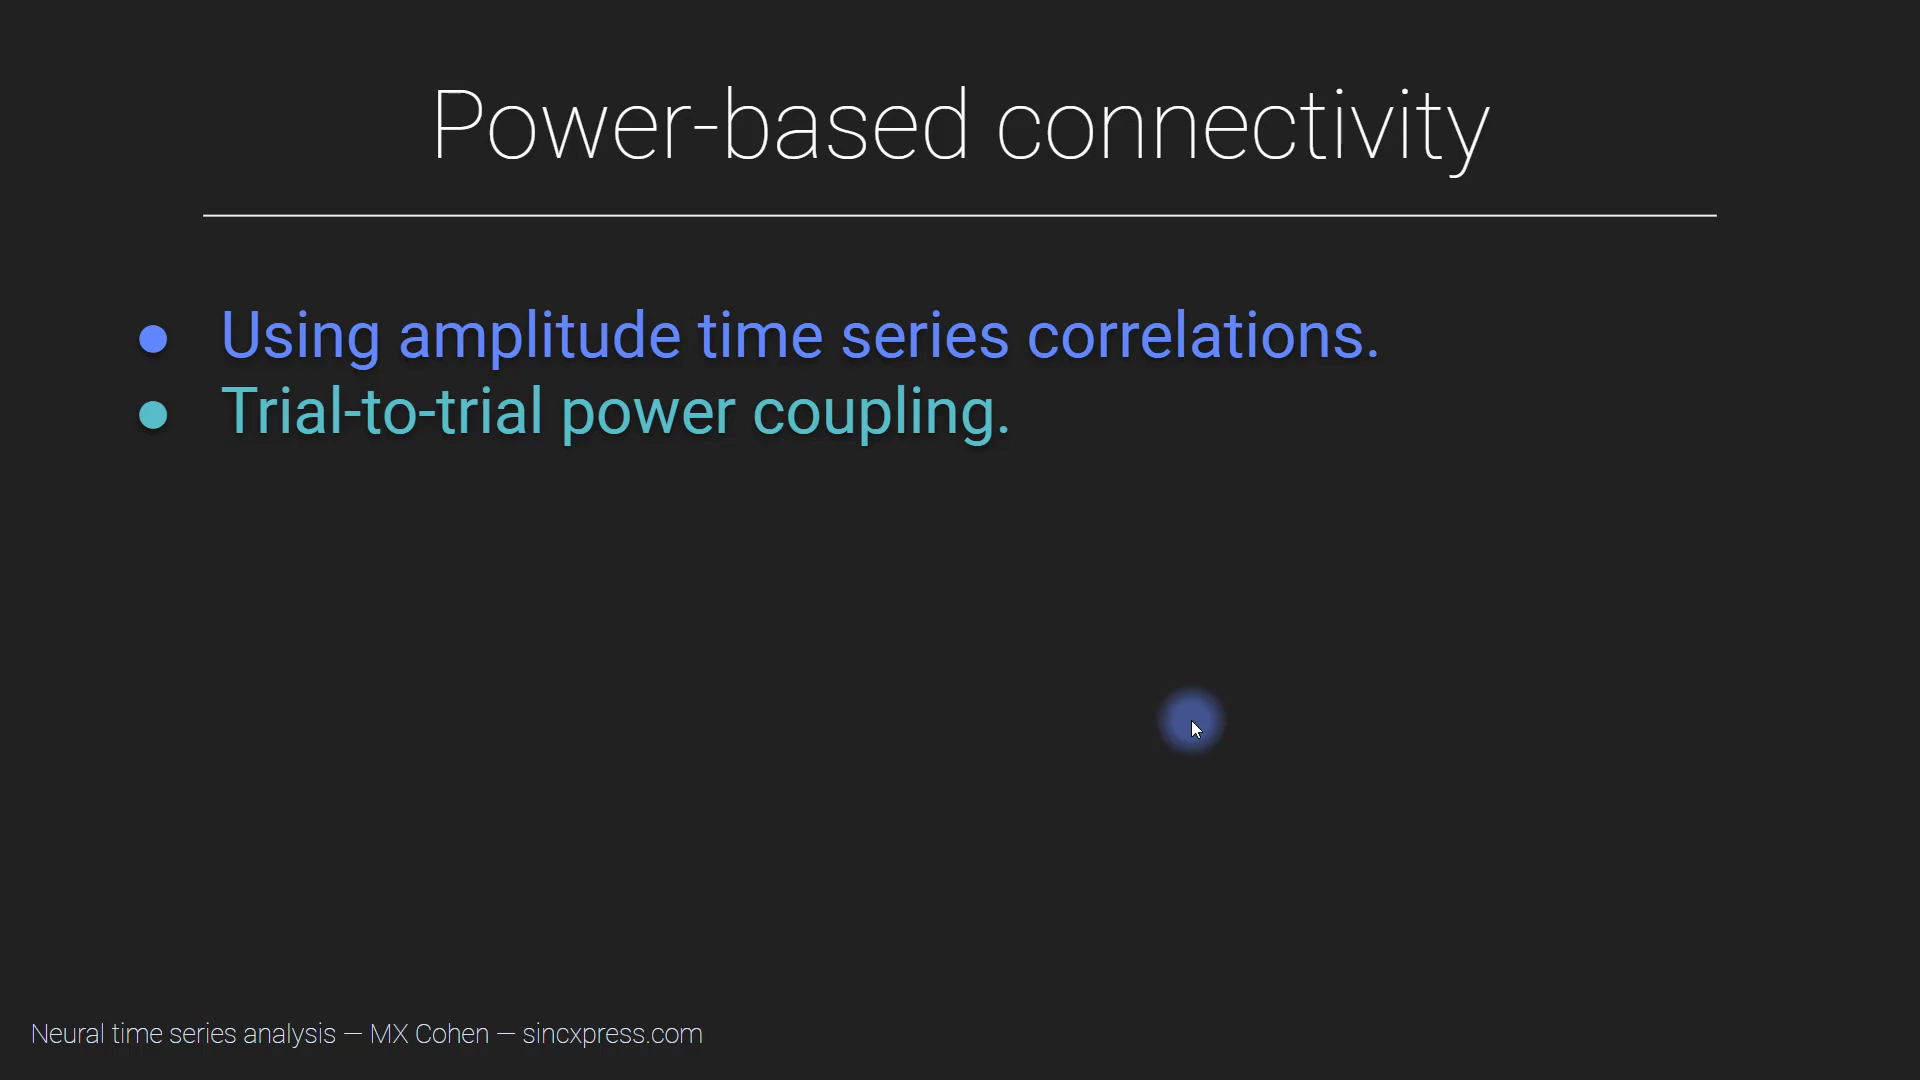 Power-based connectivity
● Using amplitude time series correlations.
● Trial-to-trial power coupling.
Neural time series analysis — MX Cohen — sincxpress.com